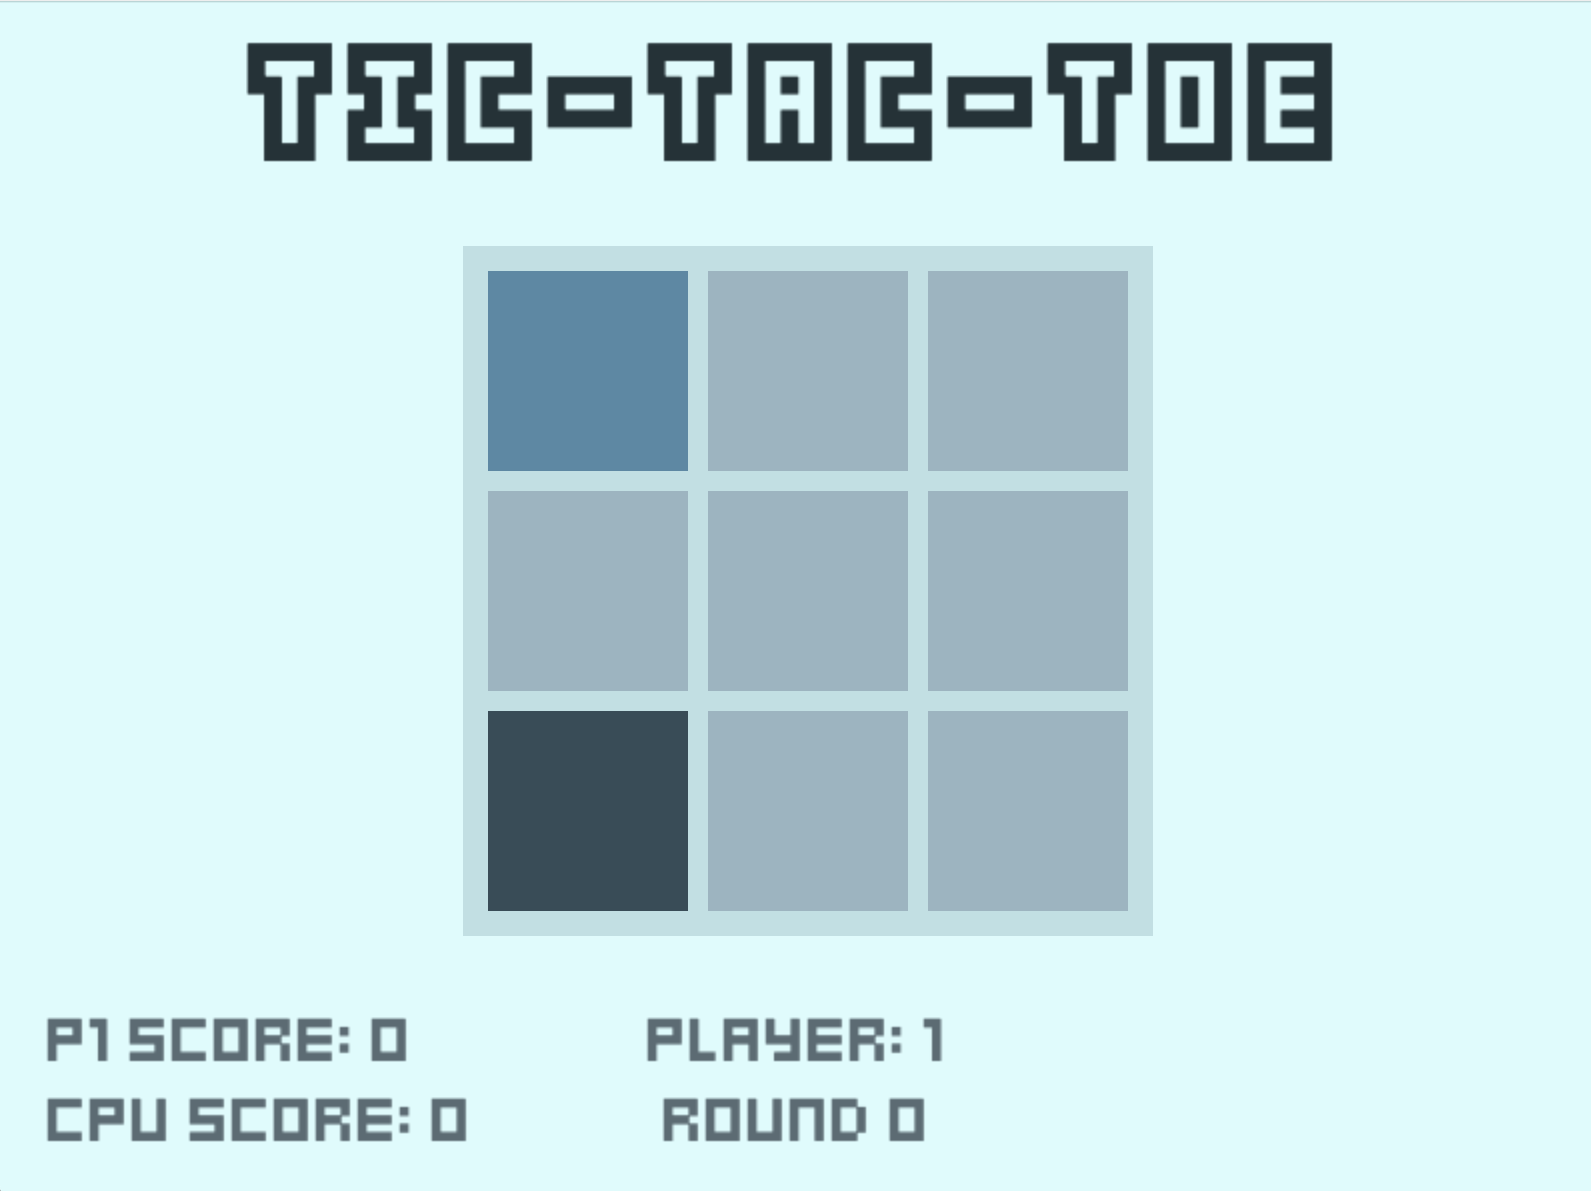 TIC-TAC-TOE
P1 SCORE: 0
PLAYER: 1
CPU SCORE: 0
ROUND 0